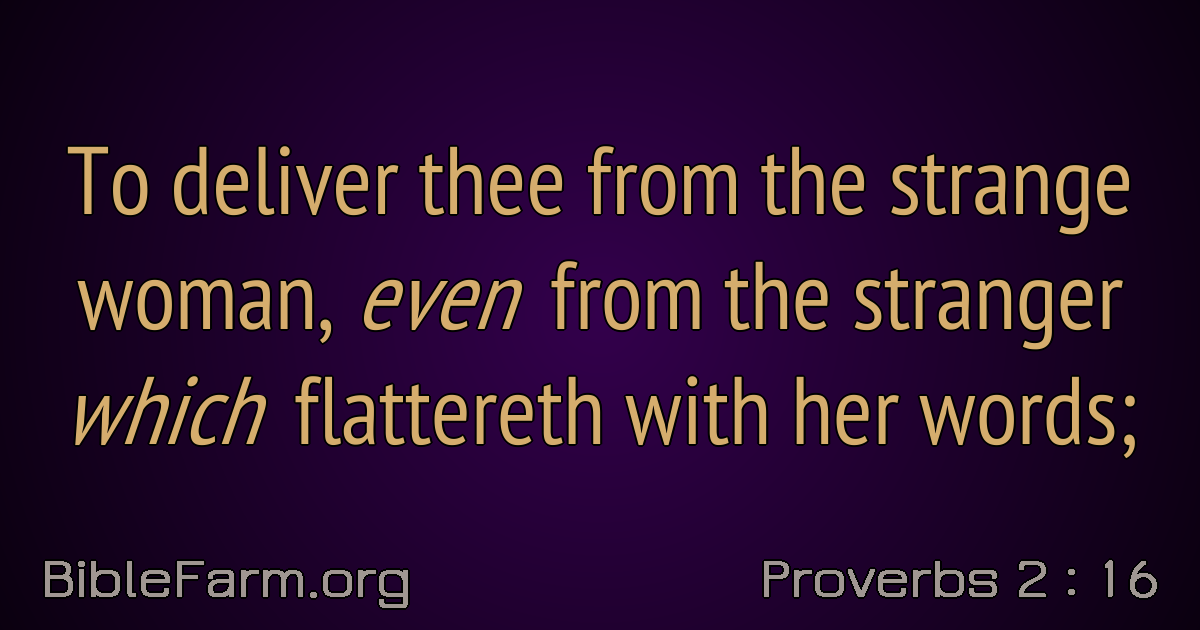 To deliver thee from the strange
woman, even from the stranger
which flattereth with her words;
BibleFarm.org
Proverbs 2 : 16